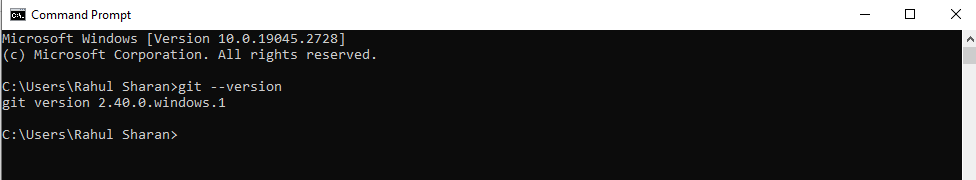 Command Prompt
Microsoft Windows [Version 10.0.19045.2728]
(c) Microsoft Corporation. All rights reserved.
C:\Users\Rahul Sharan>git --version
git version 2.40.0.windows.1
C:\Users\Rahul Sharan>